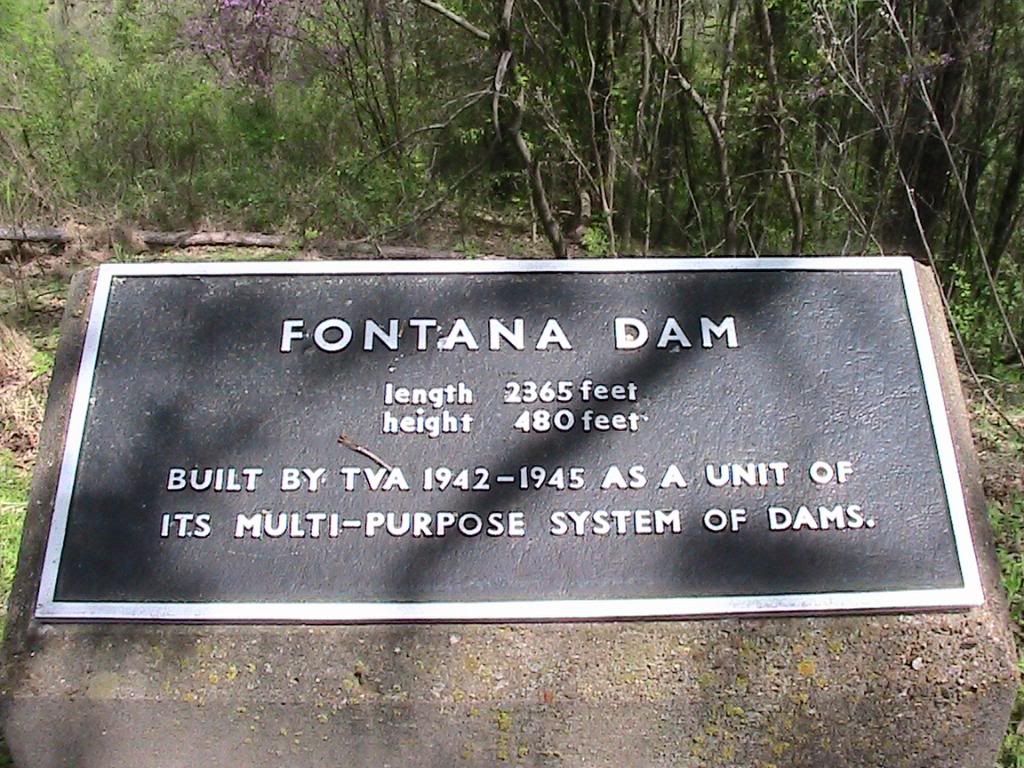 FONTANA DAM
length 2365 feet
height 480 feet
BUILT BY TVA 1942-1945 AS A UNIT OF
ITS MULTI-PURPOSE SYSTEM OF DAMS.